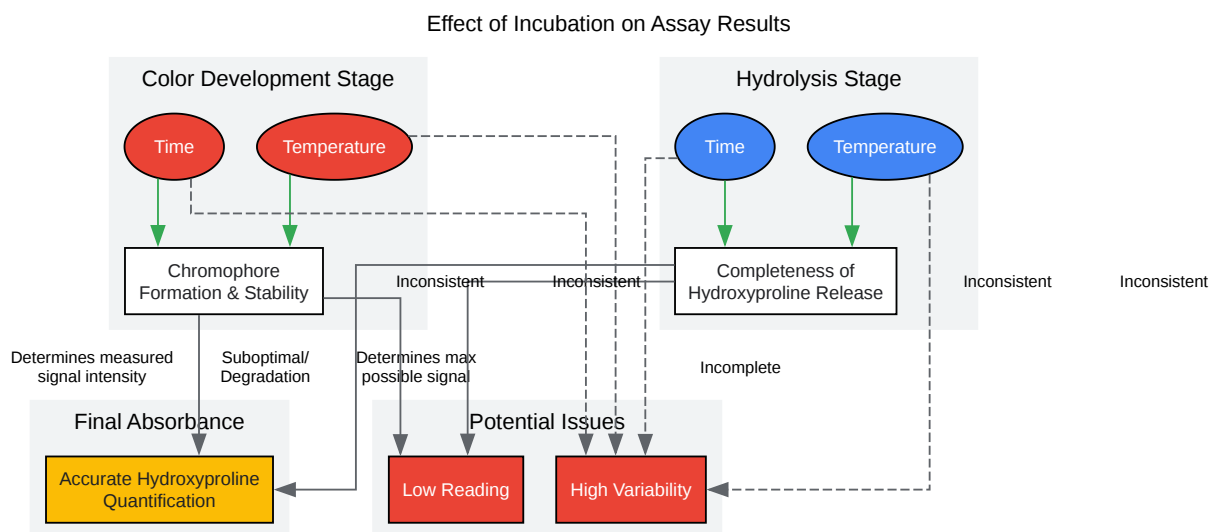 Effect of Incubation on Assay Results
Color Development Stage
Hydrolysis Stage
Time
Temperature
Time
Temperature
Chromophore
Formation & Stability
Inconsistent
Inconsistent
Completeness of
Hydroxyproline Release
Inconsistent
Inconsistent
Determines measured
signal intensity
Suboptimal/
Degradation
Determines max
possible signal
Incomplete
Final Absorbance
Potential Issues
Accurate Hydroxyproline
Quantification
Low Reading
High Variability